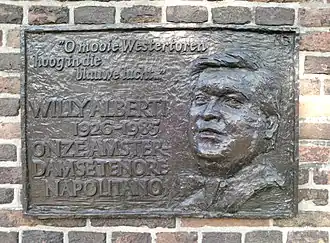 "O mooie Westertoren
hoog in die
blauwe lucht..."
WILLY ALBERTI
1926-1985
ONZE AMSTER-
DAMSE TENORE
NAPOLITANO